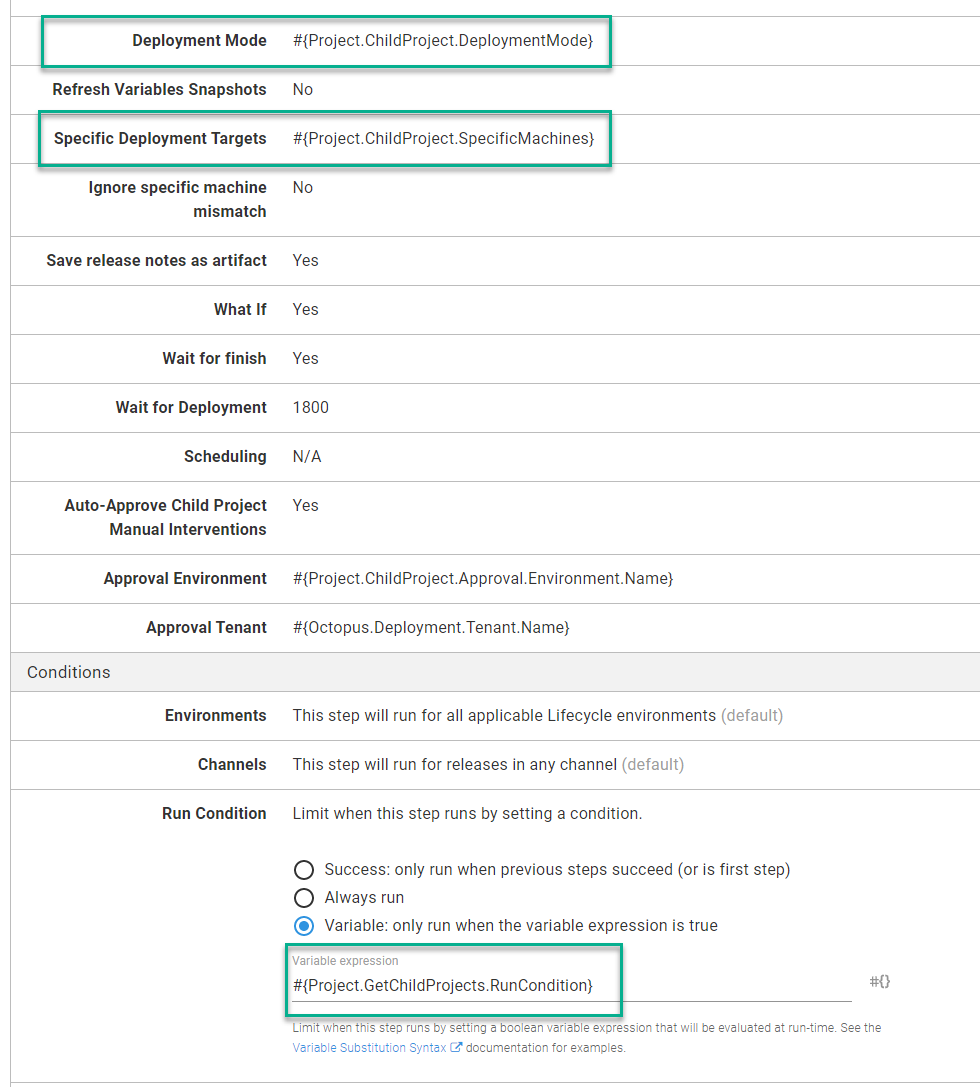 Deployment Mode #{Project.ChildProject.DeploymentMode}
Refresh Variables Snapshots No
Specific Deployment Targets #{Project.ChildProject.SpecificMachines}
Ignore specific machine No
mismatch
Save release notes as artifact Yes
What If Yes
Wait for finish Yes
Wait for Deployment 1800
Scheduling N/A
Auto-Approve Child Project Yes
Manual Interventions
Approval Environment #{Project.ChildProject.Approval.Environment.Name}
Approval Tenant #{Octopus.Deployment.Tenant.Name}
Conditions
Environments This step will run for all applicable Lifecycle environments (default)
Channels This step will run for releases in any channel (default)
Run Condition Limit when this step runs by setting a condition.
Success: only run when previous steps succeed (or is first step)
Always run
Variable: only run when the variable expression is true
Variable expression
#{Project.GetChildProjects.RunCondition} #{}
Limit when this step runs by setting a boolean variable expression that will be evaluated at run-time. See the
Variable Substitution Syntax documentation for examples.